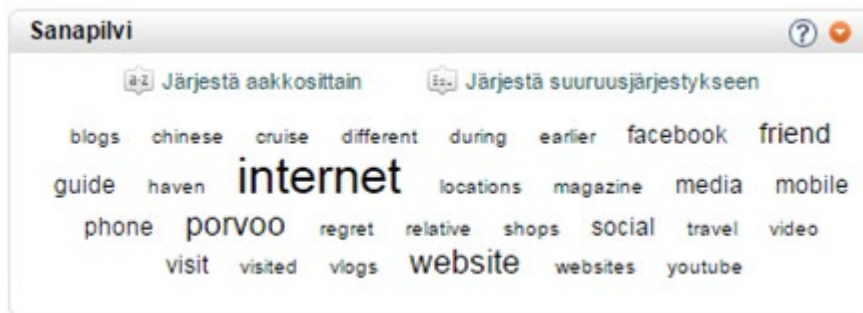 Sanapilvi ?
a-z Järjestä aakkosittain Järjestä suuruusjärjestykseen
blogs chinese cruise different during earlier facebook friend
guide haven internet locations magazine media mobile
phone porvoo regret relative shops social travel video
visit visited vlogs website websites youtube